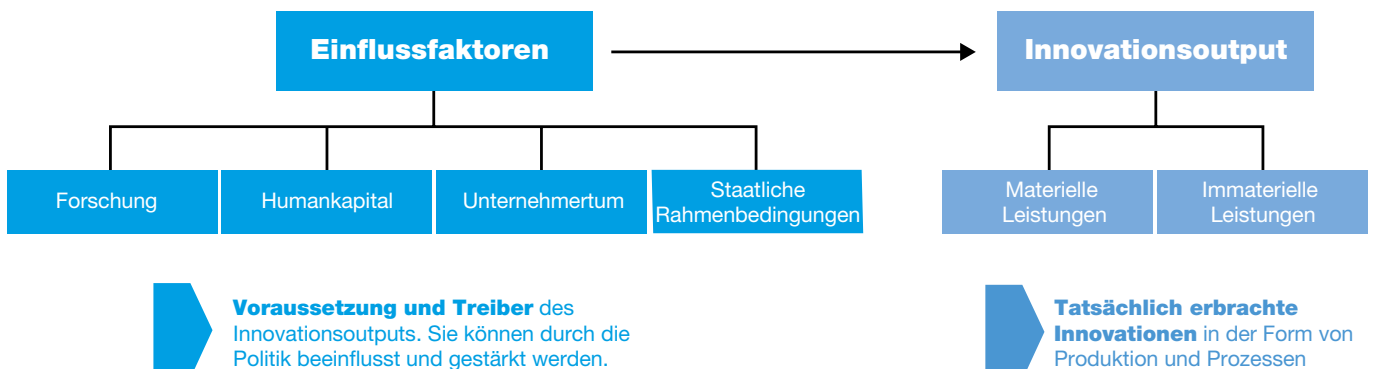 Einflussfaktoren
Innovationsoutput
Forschung
Humankapital
Unternehmertum
Staatliche
Rahmenbedingungen
Materielle
Leistungen
Immaterielle
Leistungen
Voraussetzung und Treiber des
Innovationsoutputs. Sie können durch die
Politik beeinflusst und gestärkt werden.
Tatsächlich erbrachte
Innovationen in der Form von
Produktion und Prozessen